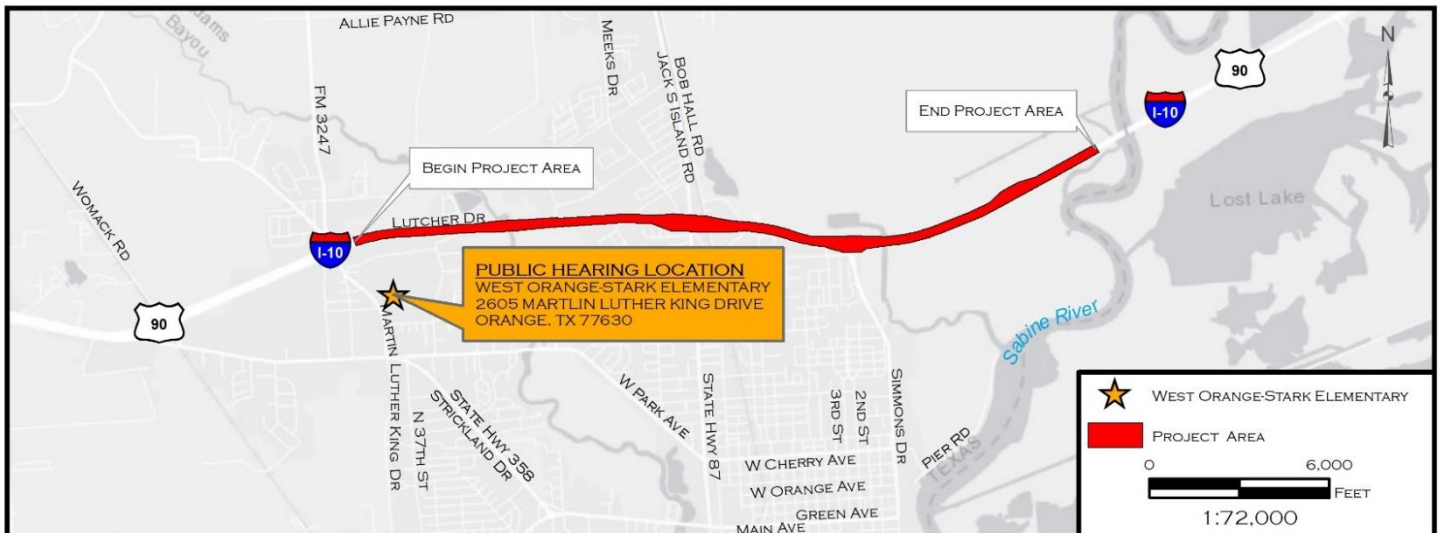 ALLIE PAYNE RD
Adams
Bayou
MEEKS DR
BOB HALL RD
JACK S ISLAND RD
FM 3247
90
I-10
N
END PROJECT AREA
BEGIN PROJECT AREA
WOMACK RD
LUTCHER DR
I-10
Lost Lake
PUBLIC HEARING LOCATION
WEST ORANGE-STARK ELEMENTARY
2605 MARTLIN LUTHER KING DRIVE
ORANGE, TX 77630
90
MARTIN LUTHER KING DR
N 37TH ST
STATE HWY 358
STRICKLAND DR
W PARK AVE
STATE HWY 87
3RD ST
2ND ST
SIMMONS DR
PIER RD
TEXAS
Sabine River
W CHERRY AVE
W ORANGE AVE
GREEN AVE
MAIN AVE
WEST ORANGE-STARK ELEMENTARY
PROJECT AREA
0 6,000
FEET
1:72,000